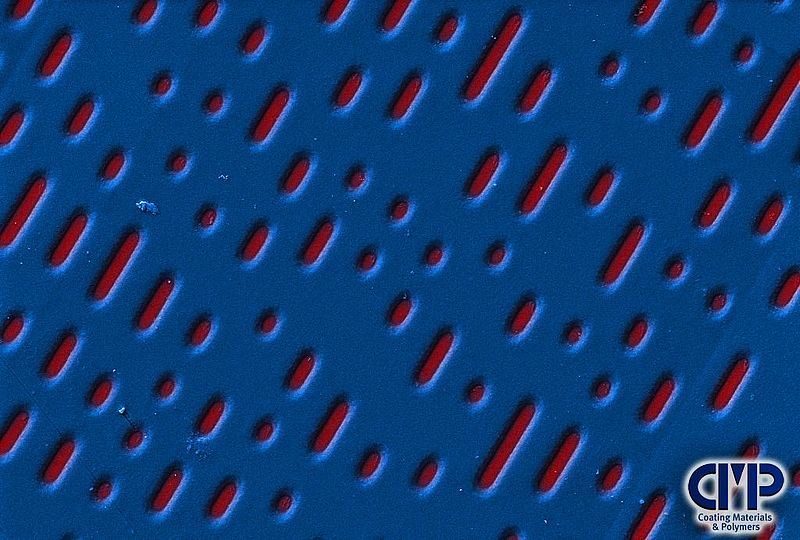 CMP
Coating Materials
& Polymers